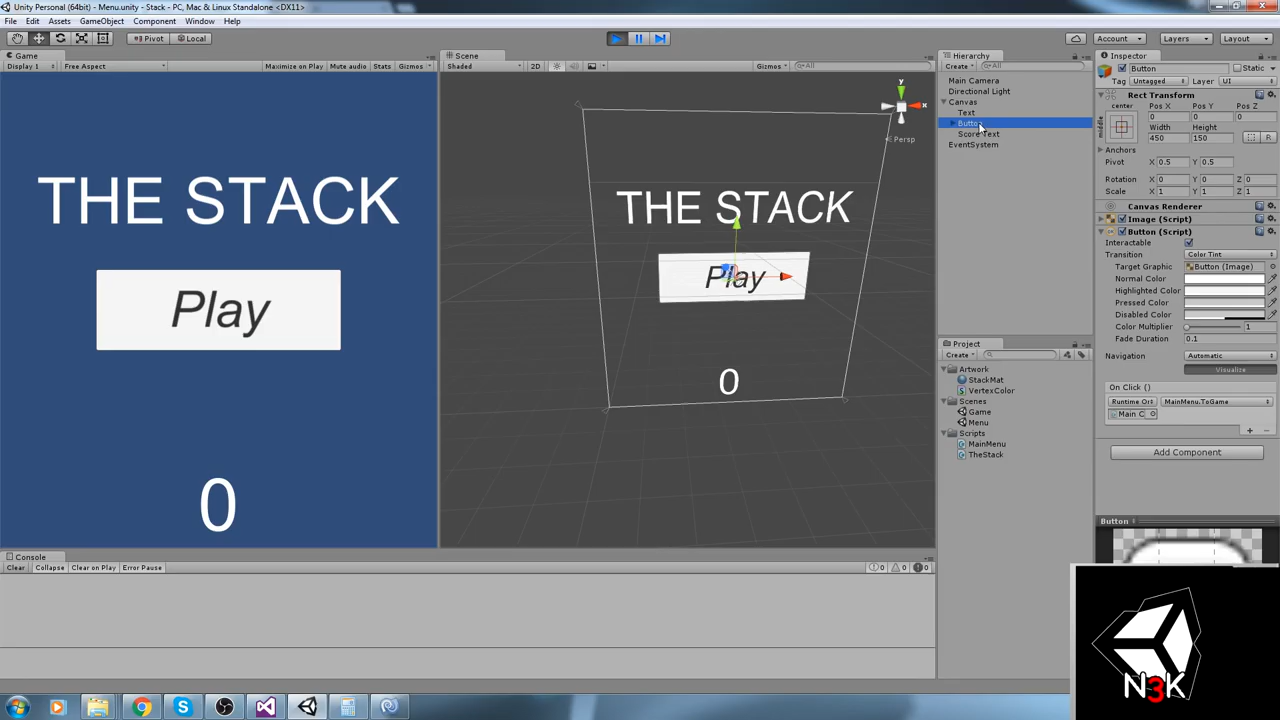 Unity Personal (64bit) - Menu.unity - Stack - PC, Mac & Linux Standalone <DX11>
File Edit Assets GameObject Component Window Help
Pivot Local Account Layers Layout
Game
Display 1 Free Aspect Maximize on Play Mute audio Stats Gizmos
THE STACK
Play
0
Scene
Shaded 2D Gizmos All
y
x
Persp
THE STACK
Play
0
Hierarchy
Create All
Main Camera
Directional Light
Canvas
Text
Button
Score Text
EventSystem
Project
Create
Artwork
StackMat
VertexColor
Scenes
Game
Menu
Scripts
MainMenu
TheStack
Inspector
Button Static
Tag Untagged Layer UI
Rect Transform
center Pos X Pos Y Pos Z
middle 0 0 0
Width Height
450 150 R
Anchors
Pivot X 0.5 Y 0.5
Rotation X 0 Y 0 Z 0
Scale X 1 Y 1 Z 1
Canvas Renderer
Image (Script)
Button (Script)
Interactable
Transition Color Tint
Target Graphic Button (Image)
Normal Color
Highlighted Color
Pressed Color
Disabled Color
Color Multiplier 1
Fade Duration 0.1
Navigation Automatic
Visualize
On Click ()
Runtime Or MainMenu.ToGame
Main C
Add Component
Button
Console
Clear Collapse Clear on Play Error Pause 0 0 0
N3K